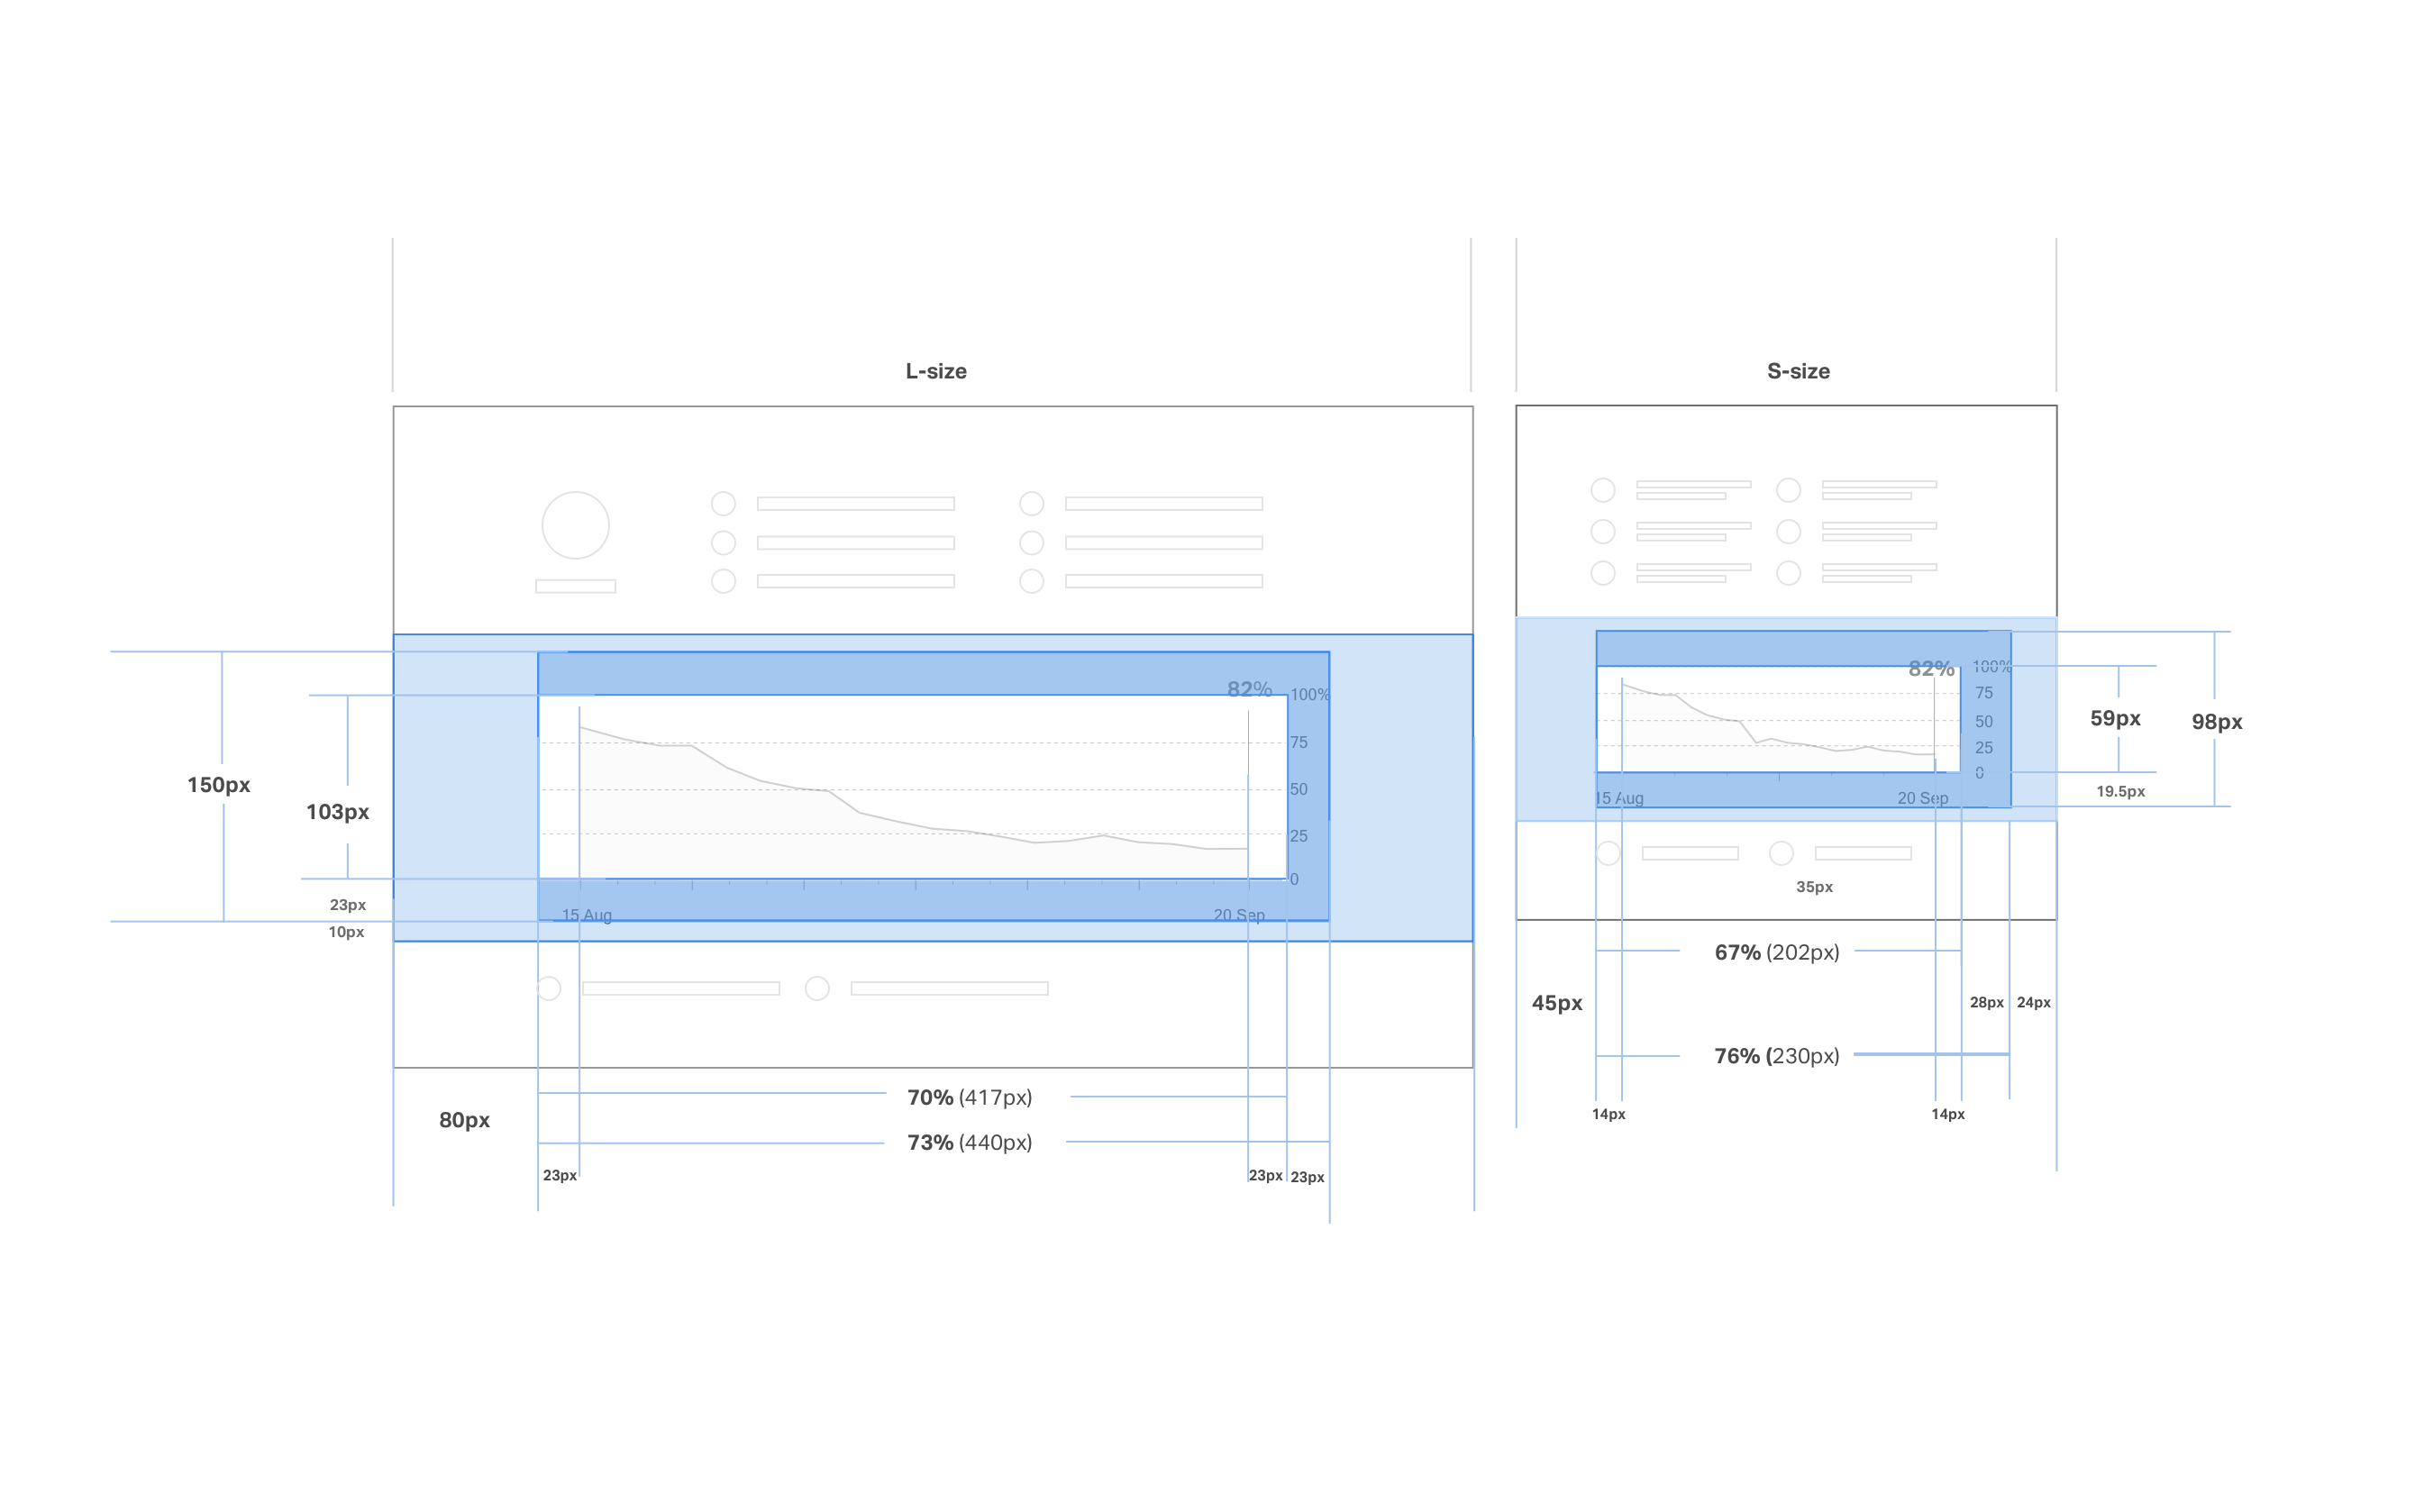 L-size
S-size
82%
100%
75
50
25
0
15 Aug
20 Sep
150px
103px
23px
10px
80px
70% (417px)
73% (440px)
23px
23px
23px
82%
100%
75
50
25
0
15 Aug
20 Sep
59px
98px
19.5px
35px
67% (202px)
45px
28px
24px
76% (230px)
14px
14px